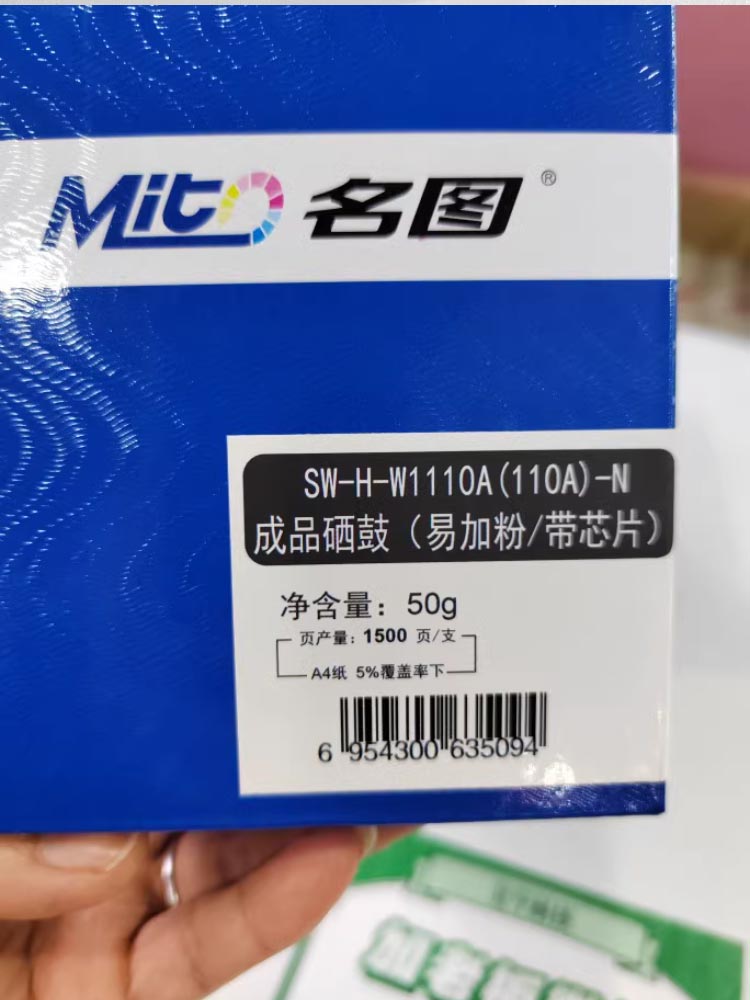 Mito 名图®
SW-H-W1110A(110A)-N
成品硒鼓（易加粉/带芯片）
净含量：50g
页产量：1500 页/支
A4纸 5%覆盖率下
6 954300 635094